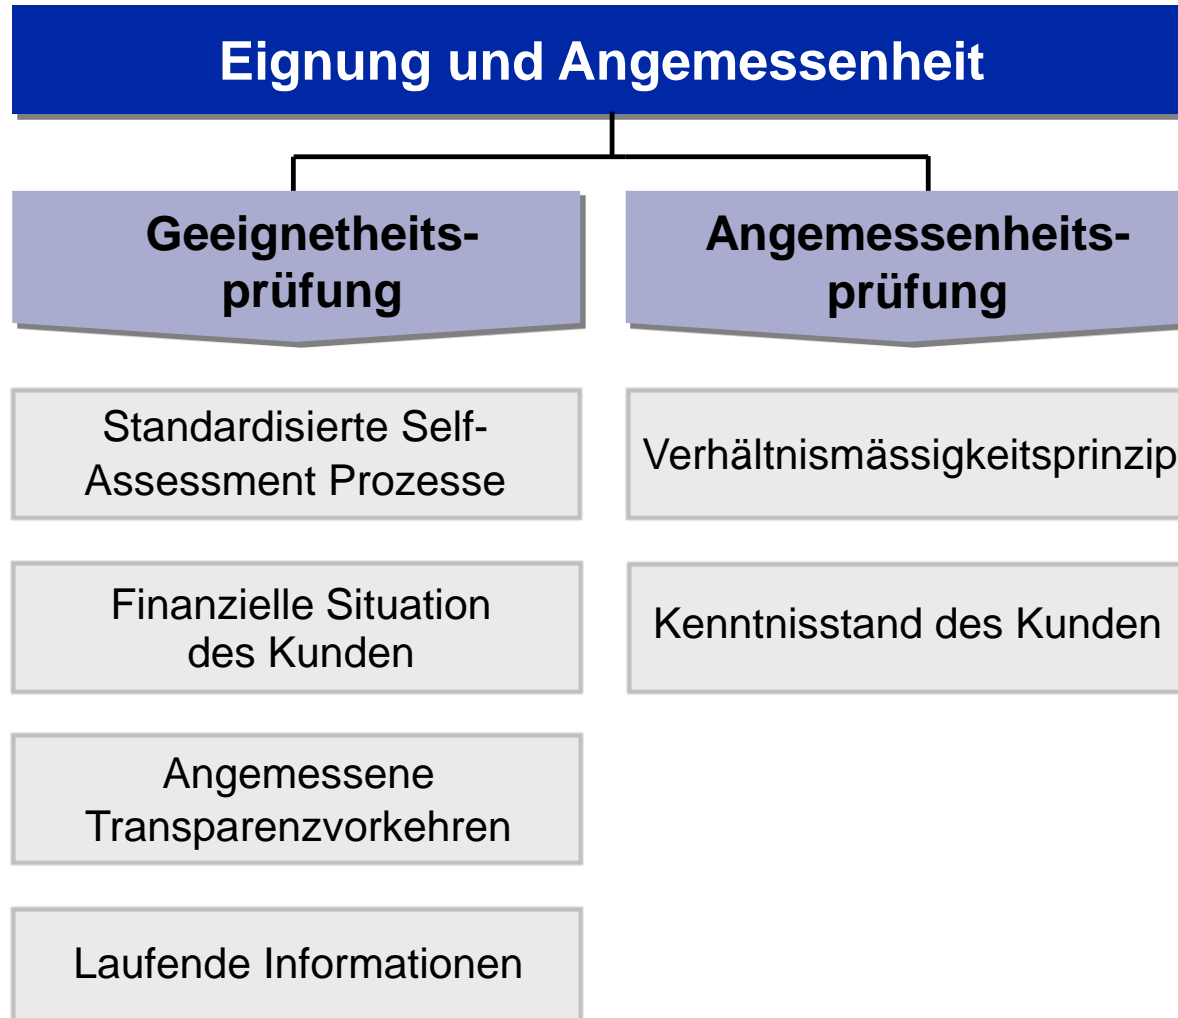 Eignung und Angemessenheit
Geeignetheits-
prüfung
Angemessenheits-
prüfung
Standardisierte Self-
Assessment Prozesse
Verhältnismässigkeitsprinzip
Finanzielle Situation
des Kunden
Kenntnisstand des Kunden
Angemessene
Transparenzvorkehren
Laufende Informationen